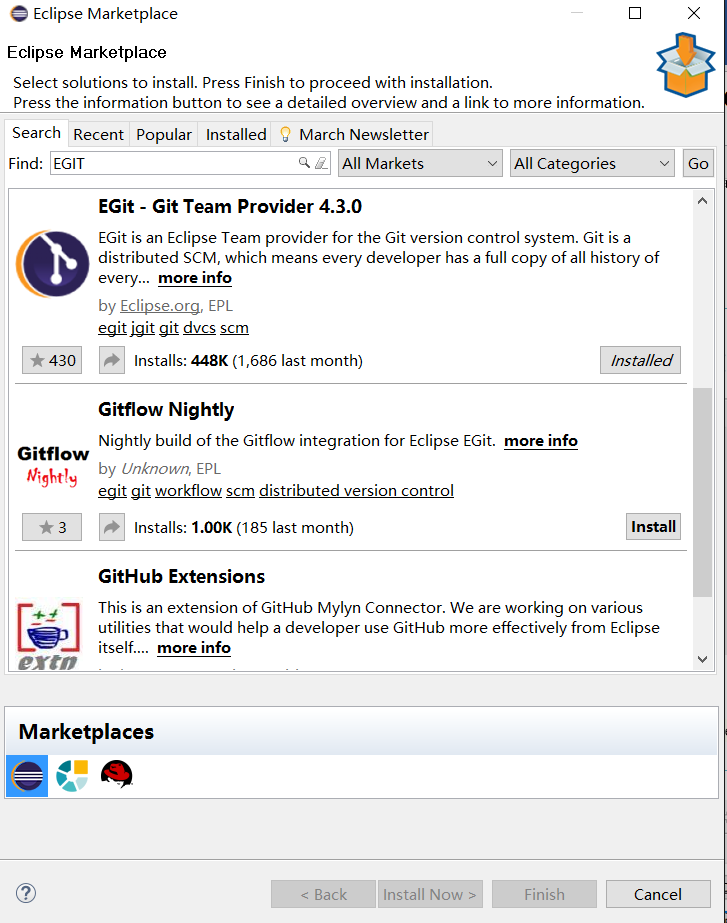 Eclipse Marketplace
Eclipse Marketplace
Select solutions to install. Press Finish to proceed with installation.
Press the information button to see a detailed overview and a link to more information.
Search Recent Popular Installed March Newsletter
Find: EGIT All Markets All Categories Go
EGit - Git Team Provider 4.3.0
EGit is an Eclipse Team provider for the Git version control system. Git is a
distributed SCM, which means every developer has a full copy of all history of
every... more info
by Eclipse.org, EPL
egit jgit git dvcs scm
430 Installs: 448K (1,686 last month) Installed
Gitflow Nightly
Gitflow
Nightly
Nightly build of the Gitflow integration for Eclipse EGit. more info
by Unknown, EPL
egit git workflow scm distributed version control
3 Installs: 1.00K (185 last month) Install
GitHub Extensions
This is an extension of GitHub Mylyn Connector. We are working on various
utilities that would help a developer use GitHub more effectively from Eclipse
itself.... more info
++ ++
extn
Marketplaces
? < Back Install Now > Finish Cancel